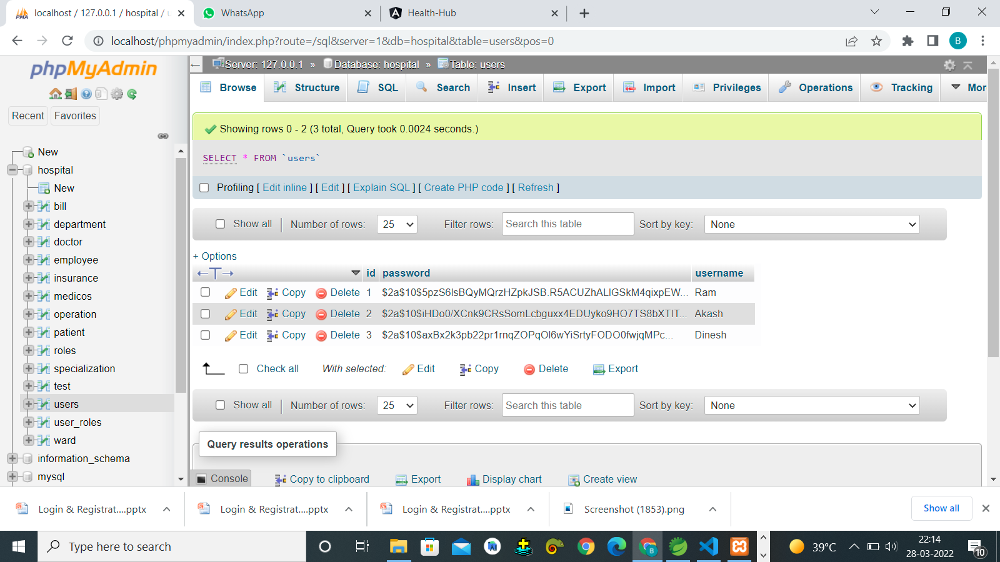 localhost / 127.0.0.1 / hospital / u
WhatsApp
Health-Hub
localhost/phpmyadmin/index.php?route=/sql&server=1&db=hospital&table=users&pos=0
B
phpMyAdmin
Recent
Favorites
New
hospital
New
bill
department
doctor
employee
insurance
medicos
operation
patient
roles
specialization
test
users
user_roles
ward
information_schema
mysql
Server: 127.0.0.1 » Database: hospital » Table: users
Browse Structure SQL Search Insert Export Import Privileges Operations Tracking Mor
Showing rows 0 - 2 (3 total, Query took 0.0024 seconds.)
SELECT * FROM `users`
Profiling [ Edit inline ] [ Edit ] [ Explain SQL ] [ Create PHP code ] [ Refresh ]
Show all Number of rows: 25 Filter rows: Search this table Sort by key: None
+ Options
id password username
Edit Copy Delete 1 $2a$10$5pzS6lsBQyMQrzHZpkJSB.R5ACUZhALlGSkM4qixpEW... Ram
Edit Copy Delete 2 $2a$10$iHDo0/XCnk9CRsSomLcbguxx4EDUyko9HO7TS8bXTIT... Akash
Edit Copy Delete 3 $2a$10$axBx2k3pb22pr1rnqZOPqOl6wYiSrtyFODO0fwjqMPc... Dinesh
Check all With selected: Edit Copy Delete Export
Show all Number of rows: 25 Filter rows: Search this table Sort by key: None
Query results operations
Console Copy to clipboard Export Display chart Create view
Login & Registrat....pptx
Login & Registrat....pptx
Login & Registrat....pptx
Screenshot (1853).png
Show all
Type here to search
39°C
22:14
28-03-2022
10